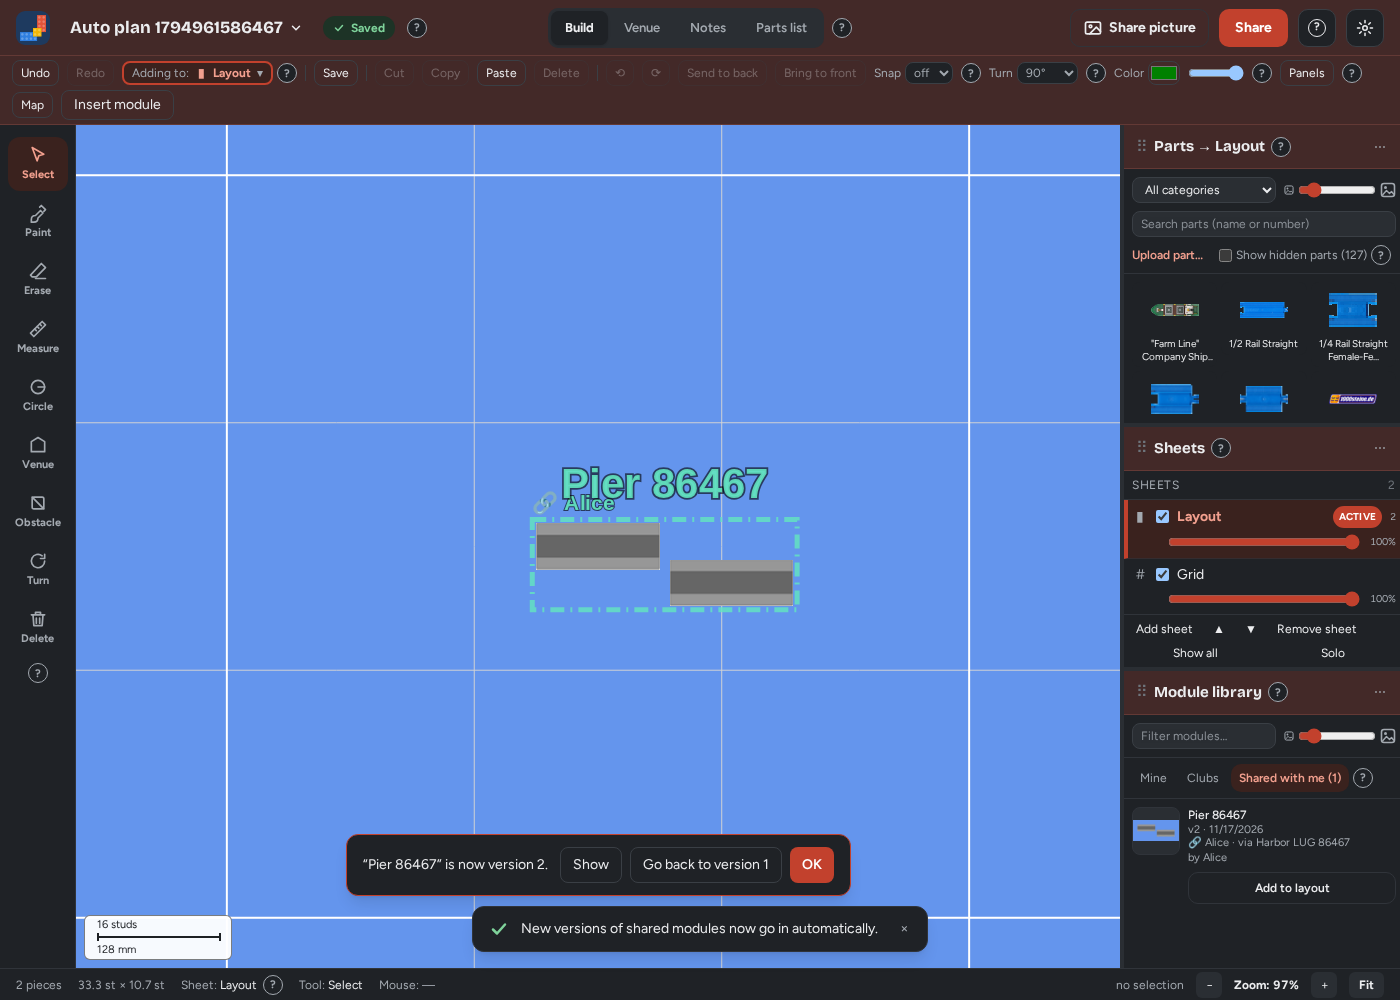 Auto plan 1794961586467
Saved
?
Build
Venue
Notes
Parts list
?
Share picture
Share
?
Undo
Redo
Adding to: Layout
?
Save
Cut
Copy
Paste
Delete
Send to back
Bring to front
Snap off
?
Turn 90°
?
Color
?
Panels
?
Map
Insert module
Select
Paint
Erase
Measure
Circle
Venue
Obstacle
Turn
Delete
?
Pier 86467
Alice
"Pier 86467" is now version 2.
Show
Go back to version 1
OK
New versions of shared modules now go in automatically.
×
16 studs
128 mm
Parts → Layout ?
All categories
Search parts (name or number)
Upload part...
Show hidden parts (127) ?
"Farm Line" Company Ship...
1/2 Rail Straight
1/4 Rail Straight Female-Fe...
1000steine.de
Sheets ?
SHEETS 2
Layout ACTIVE 2
100%
# Grid
100%
Add sheet
▲
▼
Remove sheet
Show all
Solo
Module library ?
Filter modules...
Mine
Clubs
Shared with me (1)
?
Pier 86467
v2 · 11/17/2026
Alice · via Harbor LUG 86467
by Alice
Add to layout
2 pieces
33.3 st × 10.7 st
Sheet: Layout ?
Tool: Select
Mouse: —
no selection
−
Zoom: 97%
+
Fit